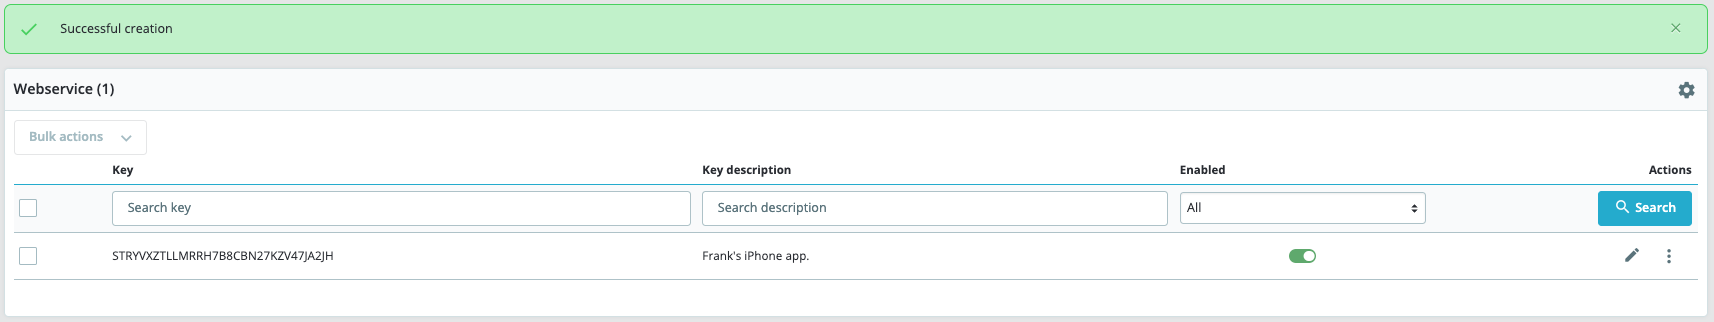 Successful creation
Webservice (1)
Bulk actions
Key Key description Enabled Actions
Search key Search description All Search
STRYVXZTLLMRRH7B8CBN27KZV47JA2JH Frank's iPhone app.